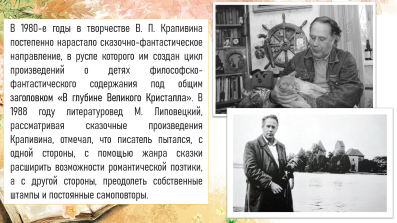 В 1980-е годы в творчестве В. П. Крапивина
постепенно нарастало сказочно-фантастическое
направление, в русле которого им создан цикл
произведений о детях философско-
фантастического содержания под общим
заголовком «В глубине Великого Кристалла». В
1988 году литературовед М. Липовецкий,
рассматривая сказочные произведения
Крапивина, отмечал, что писатель пытался, с
одной стороны, с помощью жанра сказки
расширить возможности романтической поэтики,
а с другой стороны, преодолеть собственные
штампы и постоянные самоповторы.